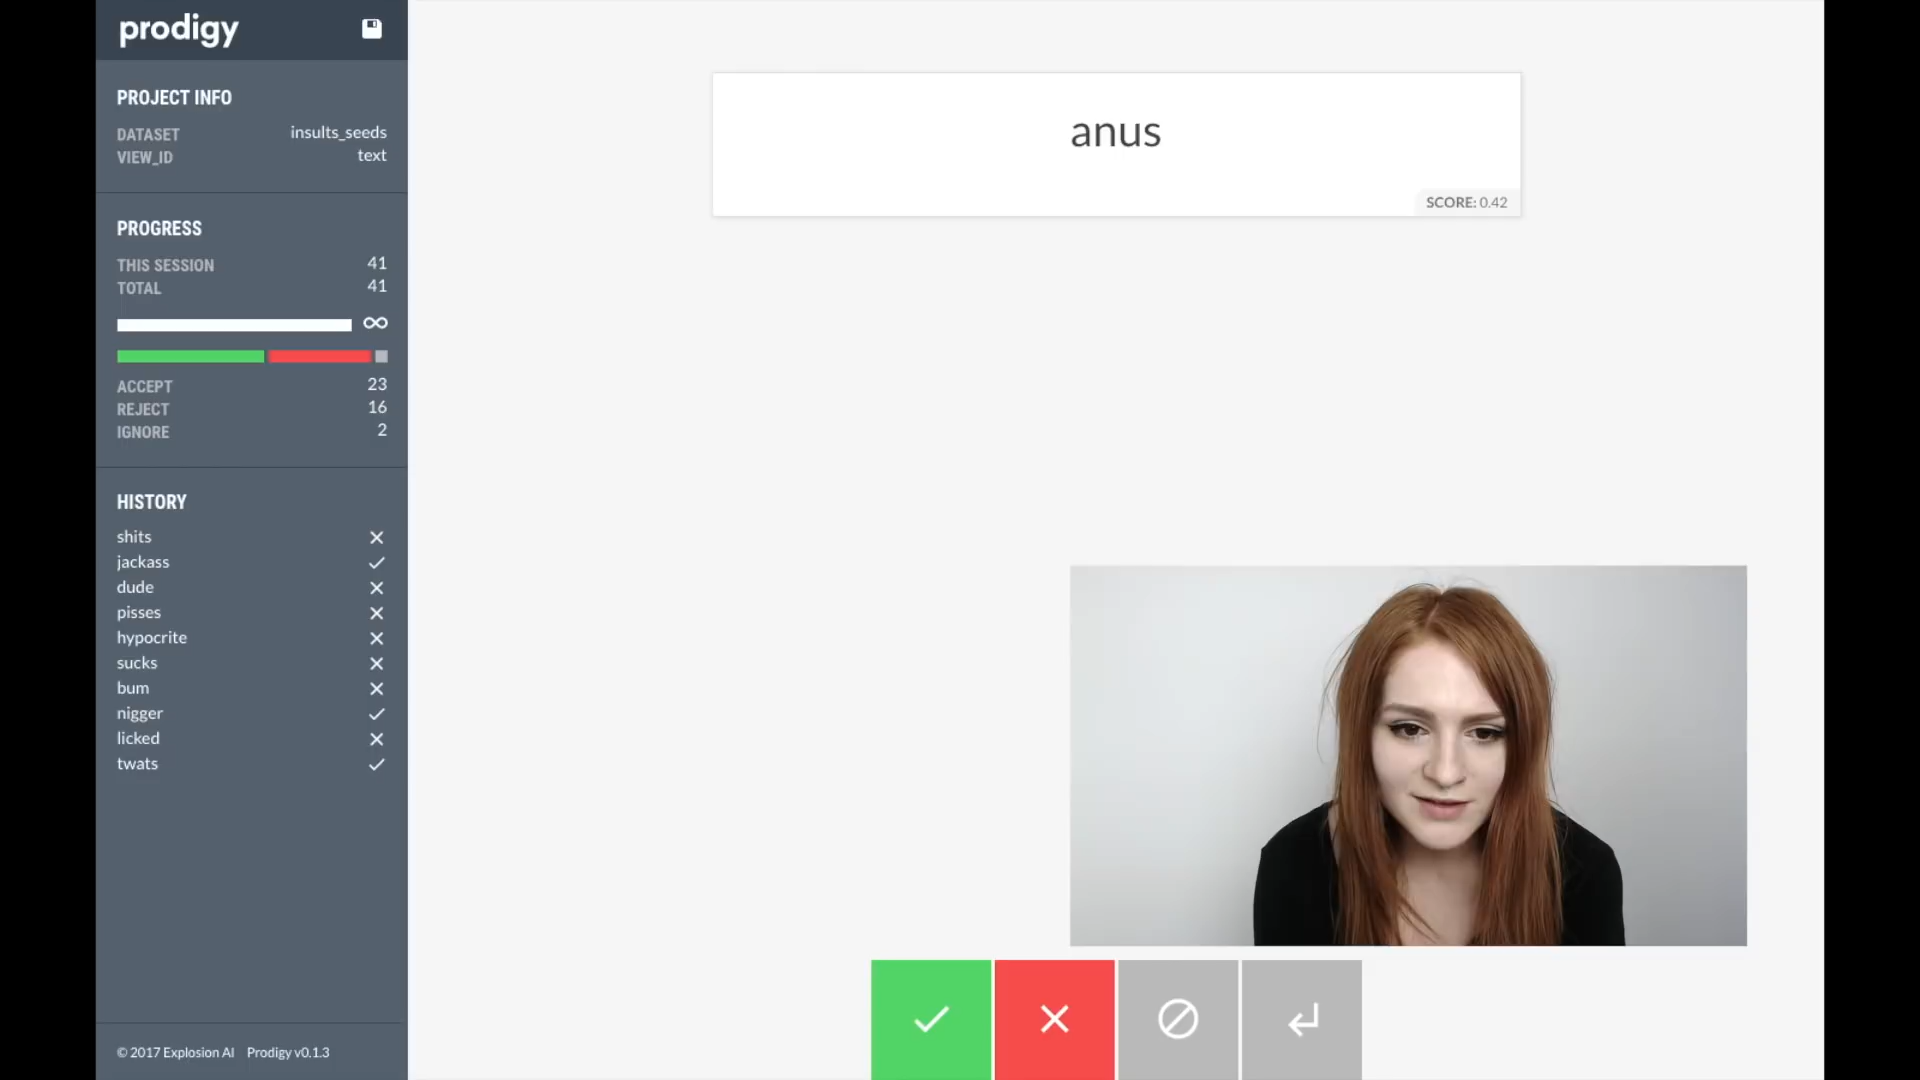 prodigy
PROJECT INFO
DATASET insults_seeds
VIEW_ID text
PROGRESS
THIS SESSION 41
TOTAL 41
∞
ACCEPT 23
REJECT 16
IGNORE 2
HISTORY
shits
jackass
dude
pisses
hypocrite
sucks
bum
nigger
licked
twats
© 2017 Explosion AI Prodigy v0.1.3
anus
SCORE: 0.42